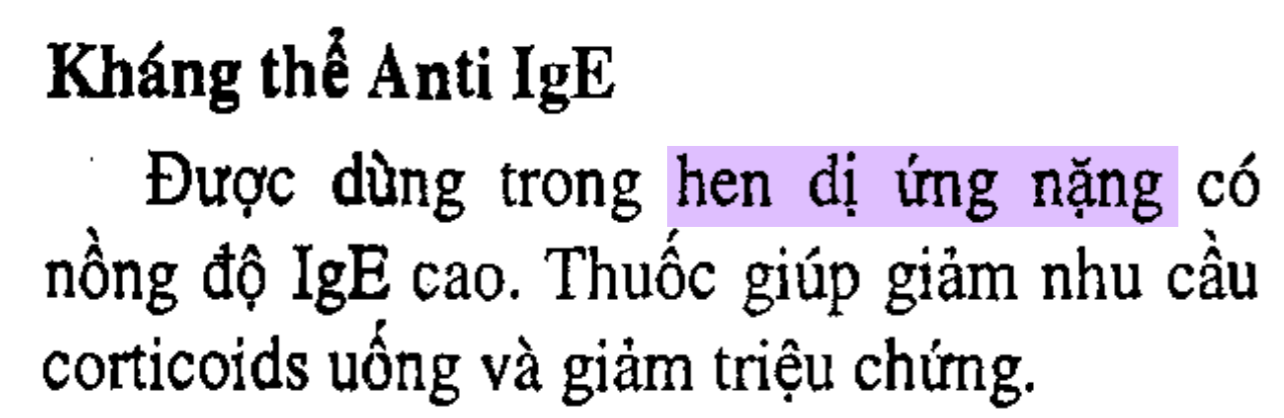 Kháng thể Anti IgE
Được dùng trong hen dị ứng nặng có
nồng độ IgE cao. Thuốc giúp giảm nhu cầu
corticoids uống và giảm triệu chứng.